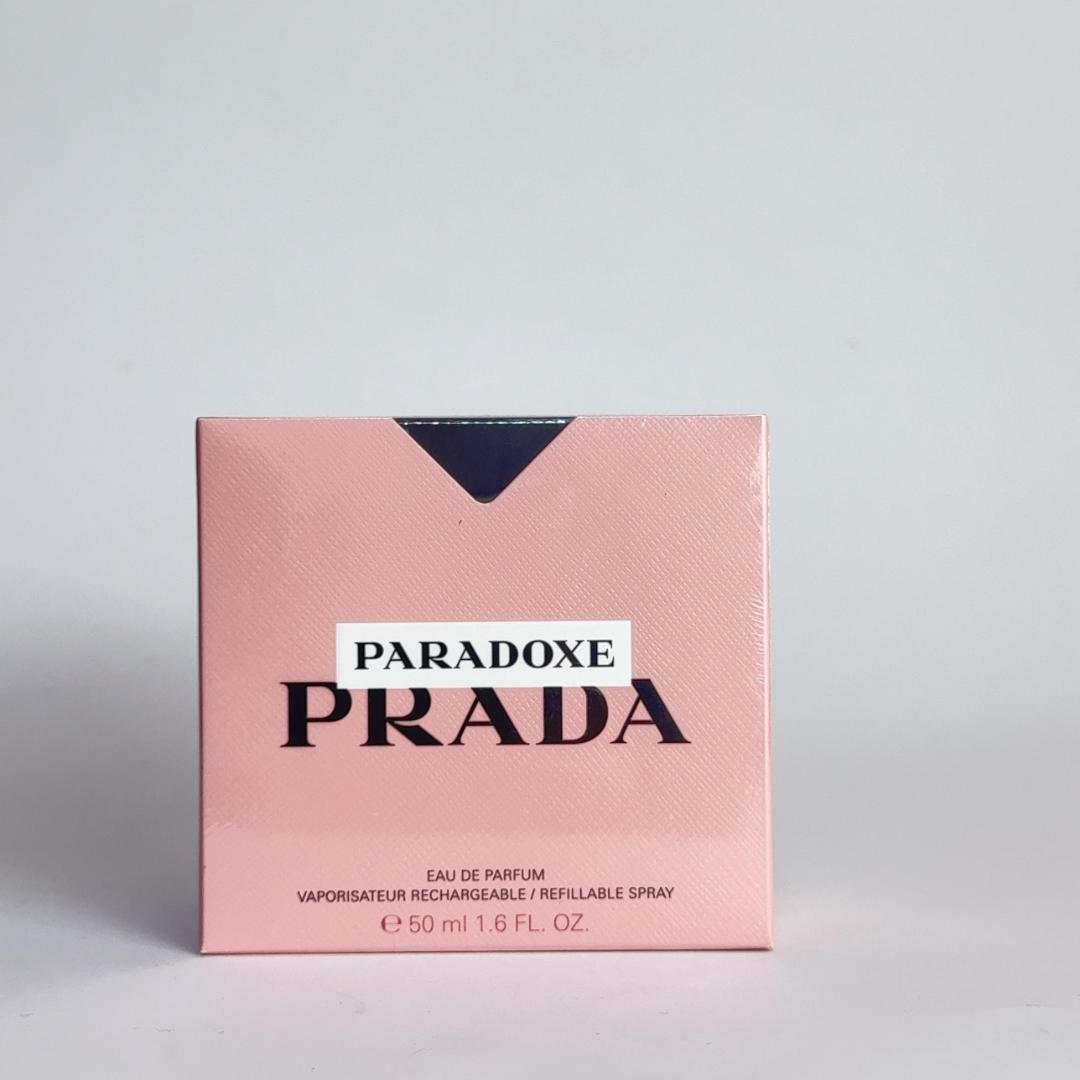 PARADOXE
PRADA
EAU DE PARFUM
VAPORISATEUR RECHARGEABLE / REFILLABLE SPRAY
℮ 50 ml 1.6 FL. OZ.